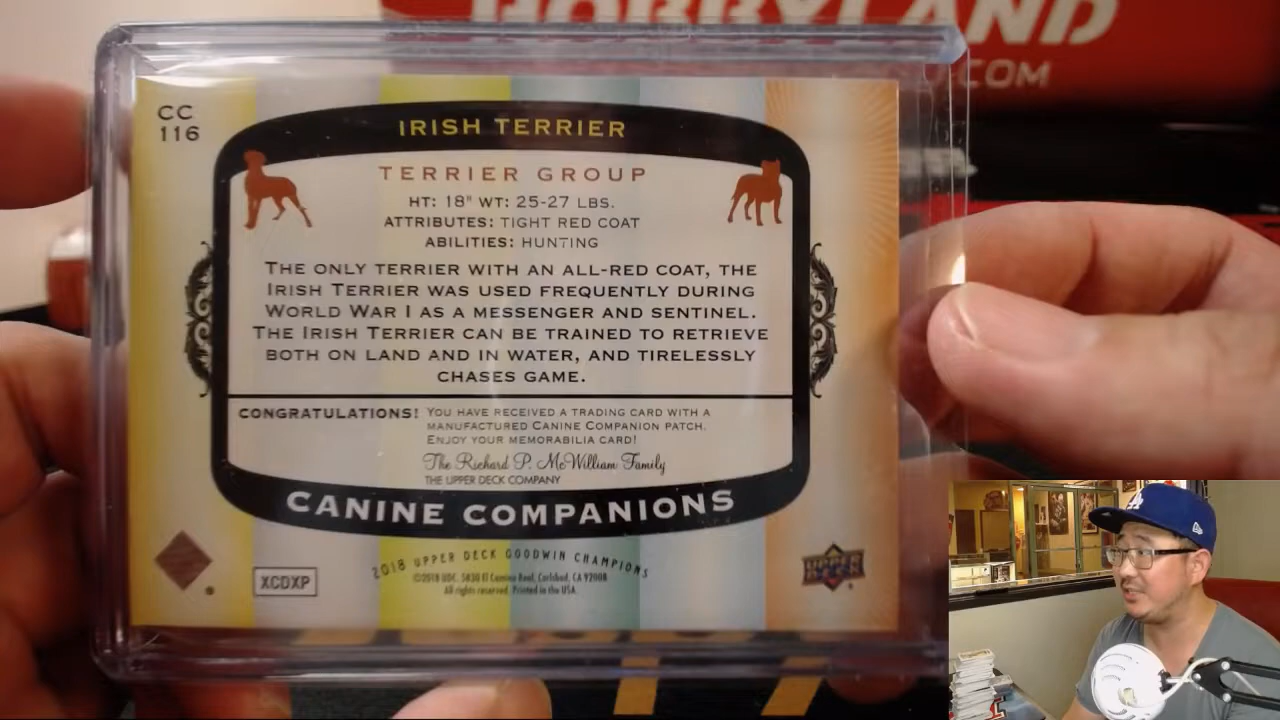 HOBBYLAND
.COM
CC
116
IRISH TERRIER
TERRIER GROUP
HT: 18" WT: 25-27 LBS.
ATTRIBUTES: TIGHT RED COAT
ABILITIES: HUNTING
THE ONLY TERRIER WITH AN ALL-RED COAT, THE
IRISH TERRIER WAS USED FREQUENTLY DURING
WORLD WAR I AS A MESSENGER AND SENTINEL.
THE IRISH TERRIER CAN BE TRAINED TO RETRIEVE
BOTH ON LAND AND IN WATER, AND TIRELESSLY
CHASES GAME.
CONGRATULATIONS! YOU HAVE RECEIVED A TRADING CARD WITH A
MANUFACTURED CANINE COMPANION PATCH.
ENJOY YOUR MEMORABILIA CARD!
The Richard P. McWilliam Family
THE UPPER DECK COMPANY
CANINE COMPANIONS
2018 UPPER DECK GOODWIN CHAMPIONS
©2018 UDC. 5830 El Camino Real, Carlsbad, CA 92008.
All rights reserved. Printed in the USA.
XCDXP
UPPER DECK
LA